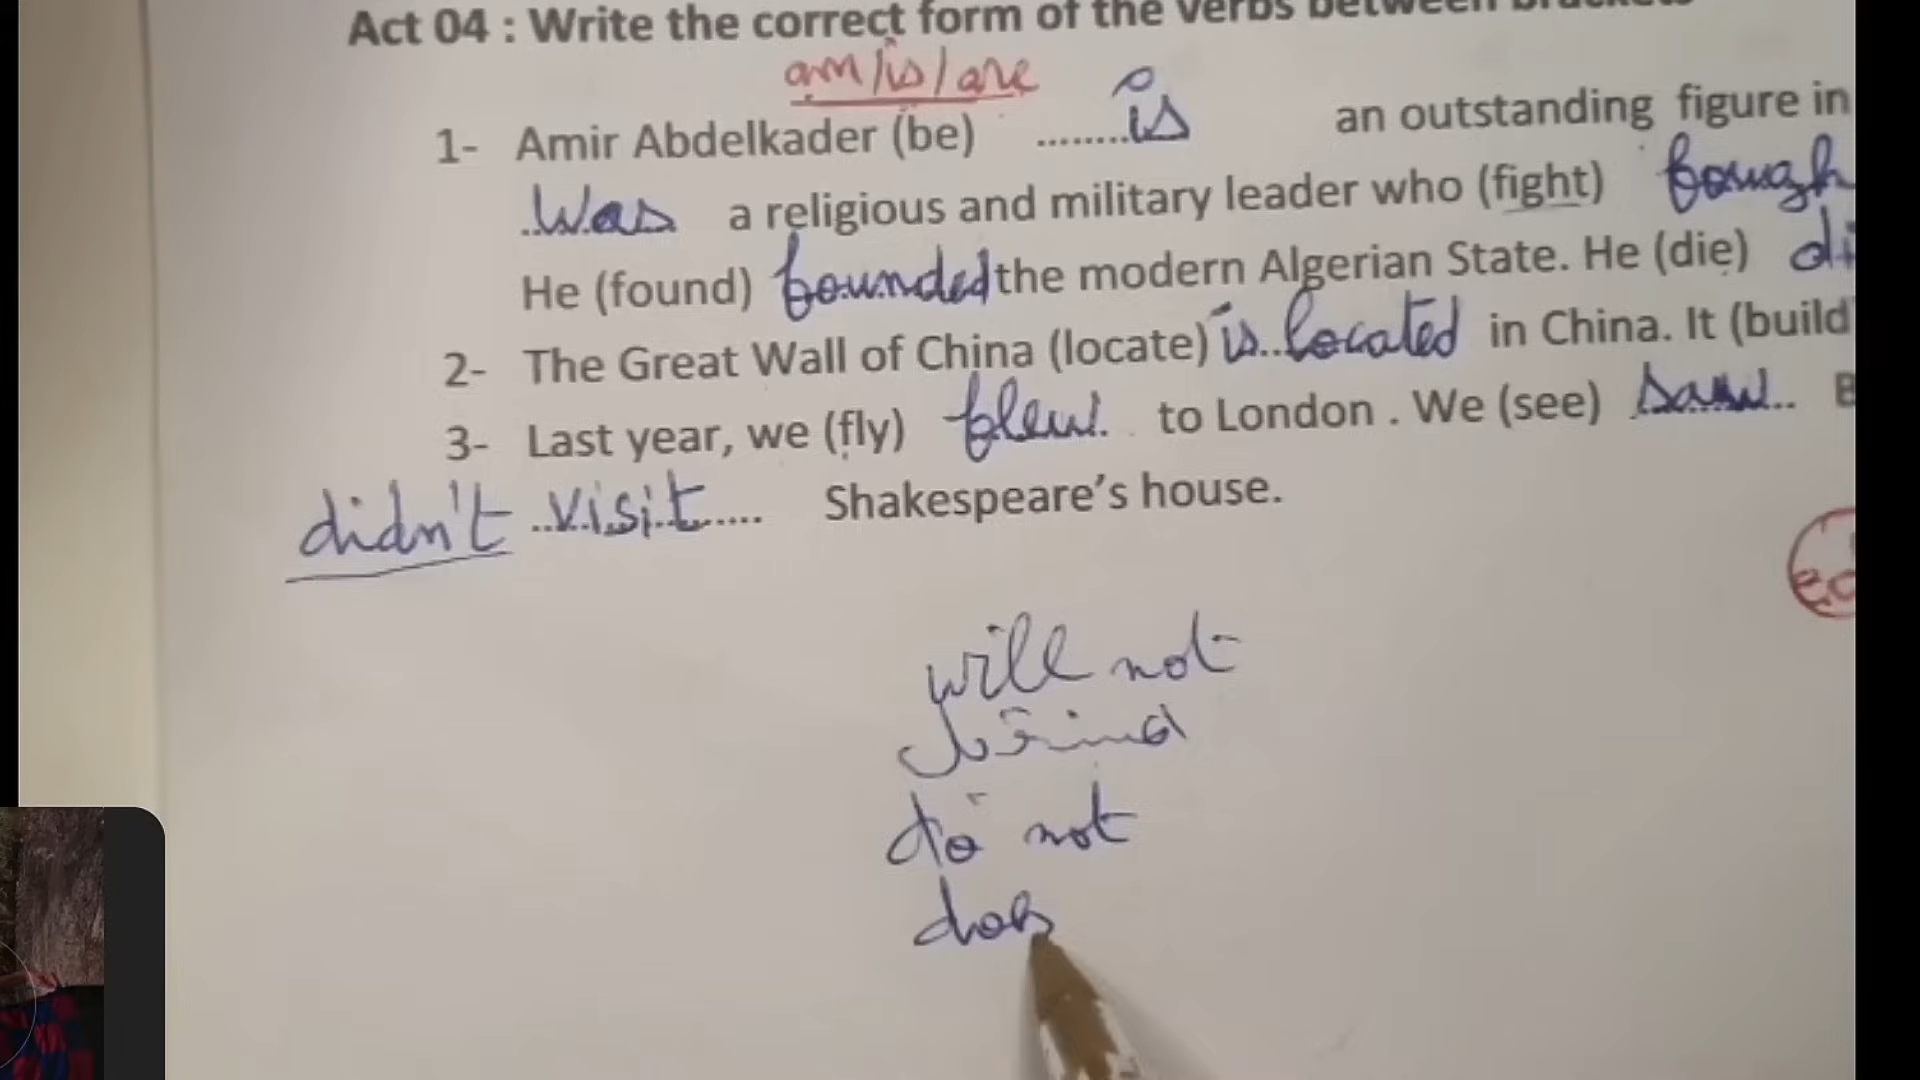 Act 04 : Write the correct form of the verbs between brackets
am/is/are
1- Amir Abdelkader (be) ........is an outstanding figure in
was a religious and military leader who (fight) fough
He (found) founded the modern Algerian State. He (die) di
2- The Great Wall of China (locate) is located in China. It (build
3- Last year, we (fly) flew to London . We (see) saw B
didn't visit..... Shakespeare's house.
will not
do not
does